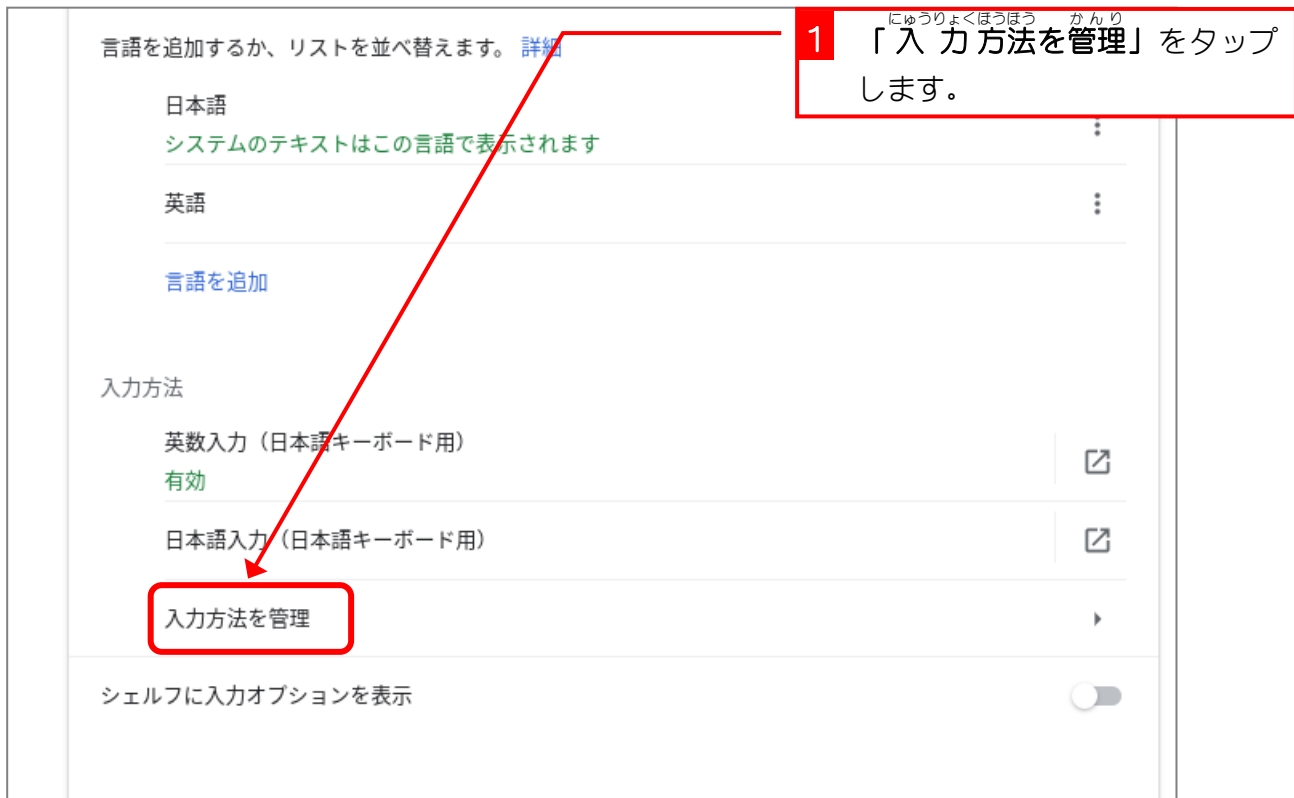 言語を追加するか、リストを並べ替えます。 詳細
日本語
システムのテキストはこの言語で表示されます
英語
言語を追加
入力方法
英数入力（日本語キーボード用）
有効
日本語入力（日本語キーボード用）
入力方法を管理
シェルフに入力オプションを表示
1
にゅうりょくほうほう かんり
「入力方法を管理」をタップ
します。